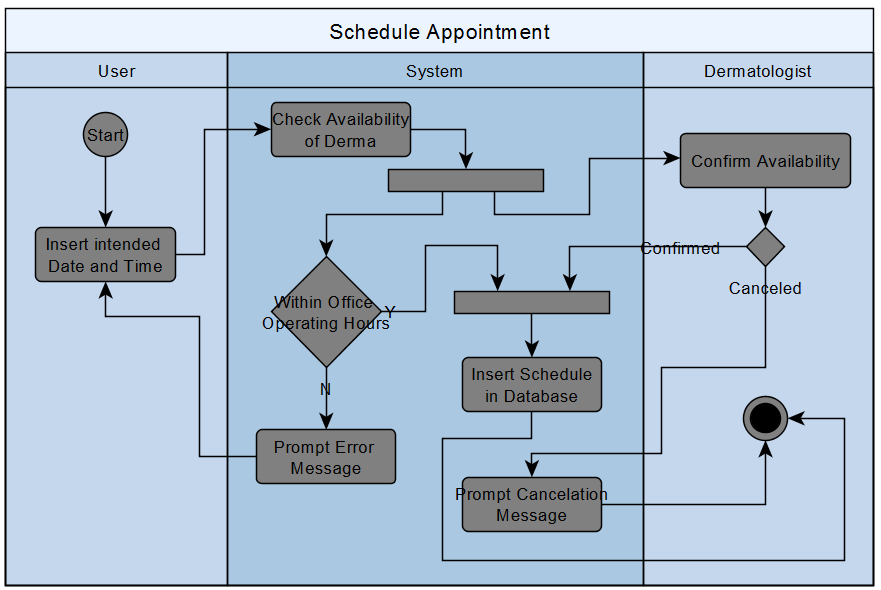 Schedule Appointment
User
System
Dermatologist
Start
Check Availability
of Derma
Confirm Availability
Insert intended
Date and Time
Confirmed
Canceled
Within Office
Operating Hours
Y
N
Insert Schedule
in Database
Prompt Error
Message
Prompt Cancelation
Message